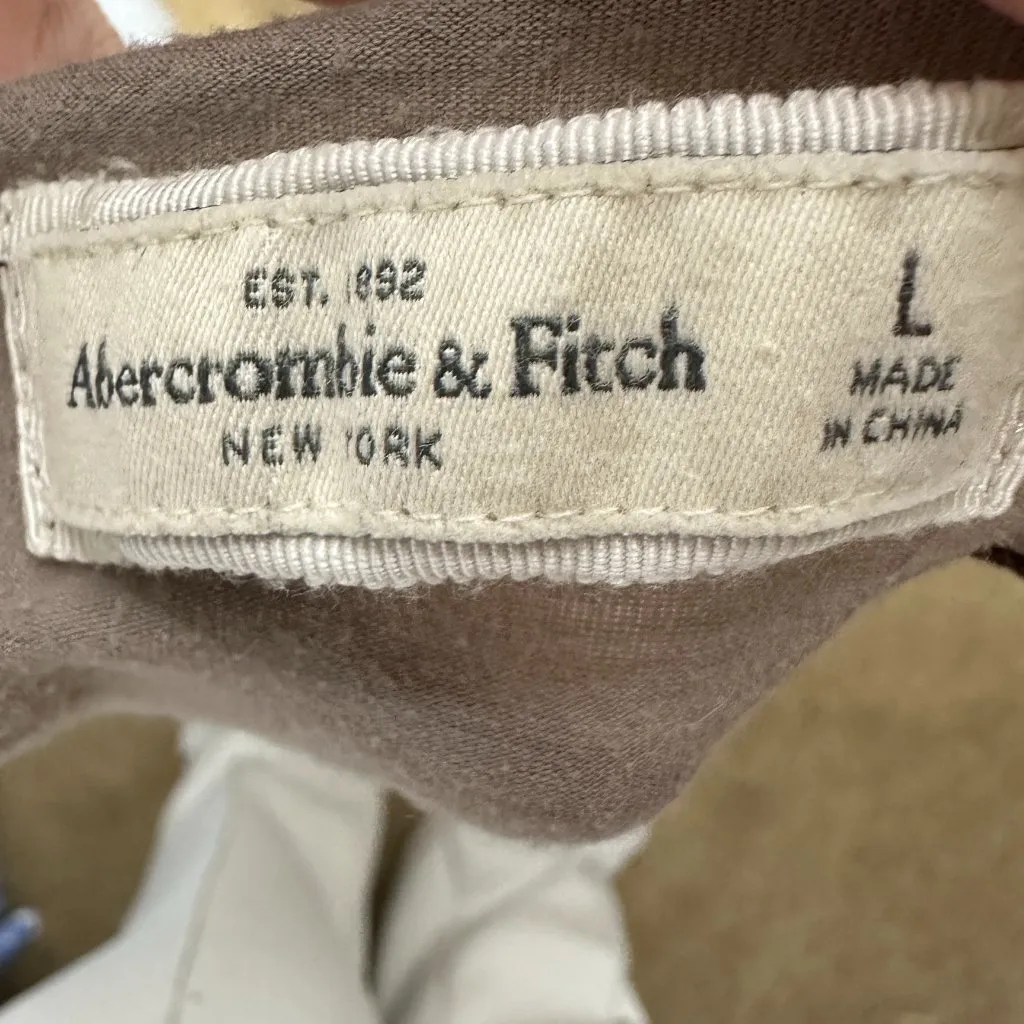 EST. 1892
Abercrombie & Fitch
NEW YORK
L
MADE
IN CHINA